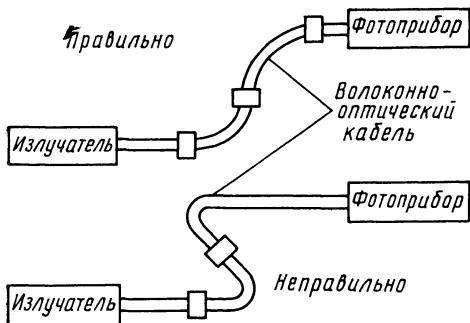 Правильно
Фотоприбор
Волоконно-
оптический
кабель
Излучатель
Фотоприбор
Неправильно
Излучатель